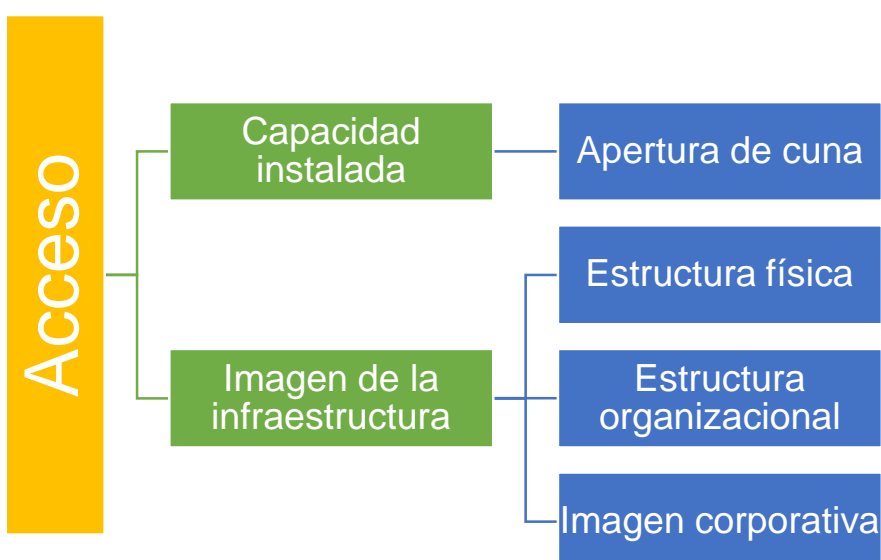 Acceso
Capacidad
instalada
Apertura de cuna
Imagen de la
infraestructura
Estructura física
Estructura
organizacional
Imagen corporativa